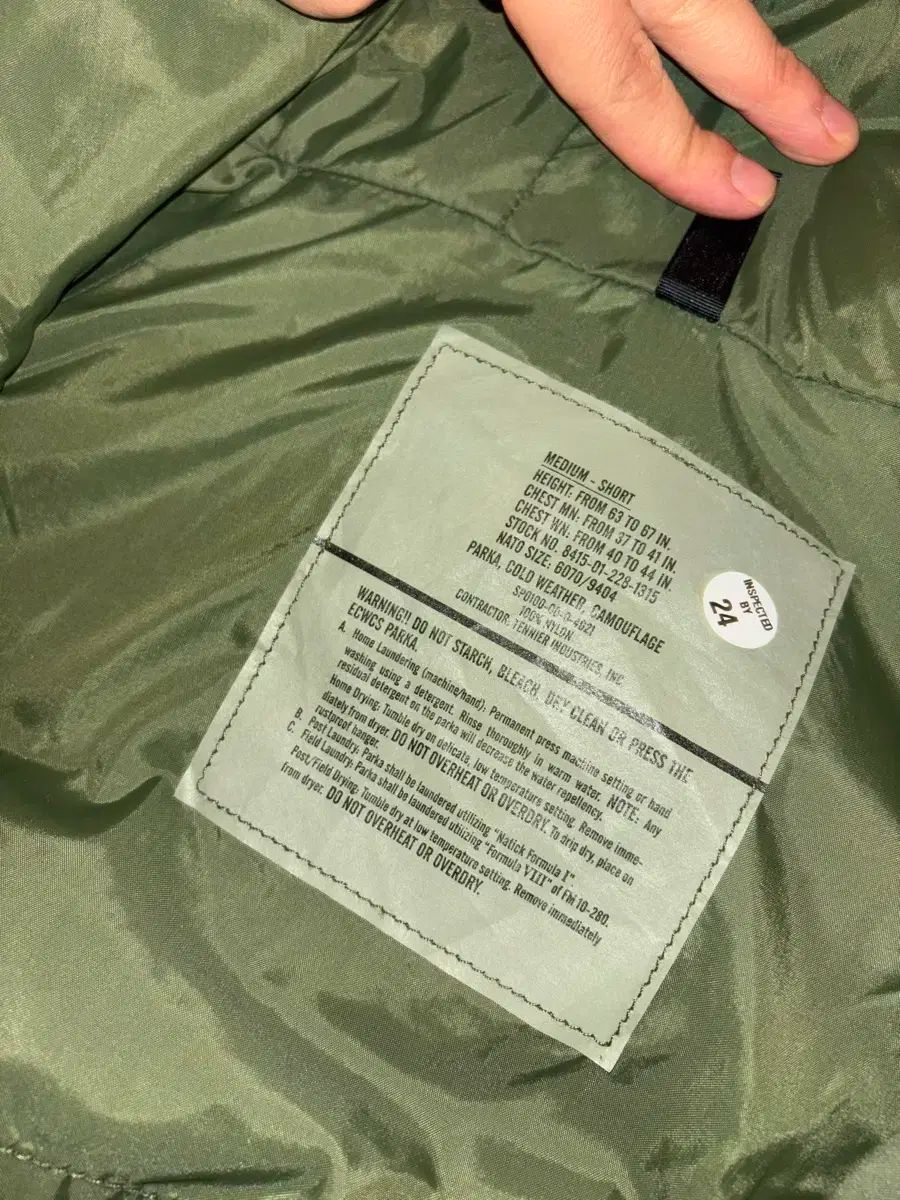 MEDIUM - SHORT
HEIGHT: FROM 63 TO 67 IN.
CHEST MN: FROM 37 TO 41 IN.
CHEST WN: FROM 40 TO 44 IN.
STOCK NO. 8415-01-228-1315
NATO SIZE: 6070/9404
PARKA, COLD WEATHER, CAMOUFLAGE
100% NYLON.
CONTRACTOR, TENNIER INDUSTRIES, INC
INSPECTED
BY
24
WARNING!! DO NOT STARCH, BLEACH, DRY CLEAN OR PRESS THE
ECWCS PARKA.
A. Home Laundering (machine/hand): Permanent press machine setting or hand
washing using a detergent. Rinse thoroughly in warm water. NOTE: Any
residual detergent on the parka will decrease the water repellency.
Home Drying: Tumble dry on delicate, low temperature setting. Remove imme-
diately from dryer. DO NOT OVERHEAT OR OVERDRY. To drip dry, place on
rustproof hanger.
B. Post Laundry: Parka shall be laundered utilizing "Natick Formula I"
C. Field Laundry: Parka shall be laundered utilizing "Formula VIII" of FM 10-280.
Post/Field Drying: Tumble dry at low temperature setting. Remove immediately
from dryer. DO NOT OVERHEAT OR OVERDRY.